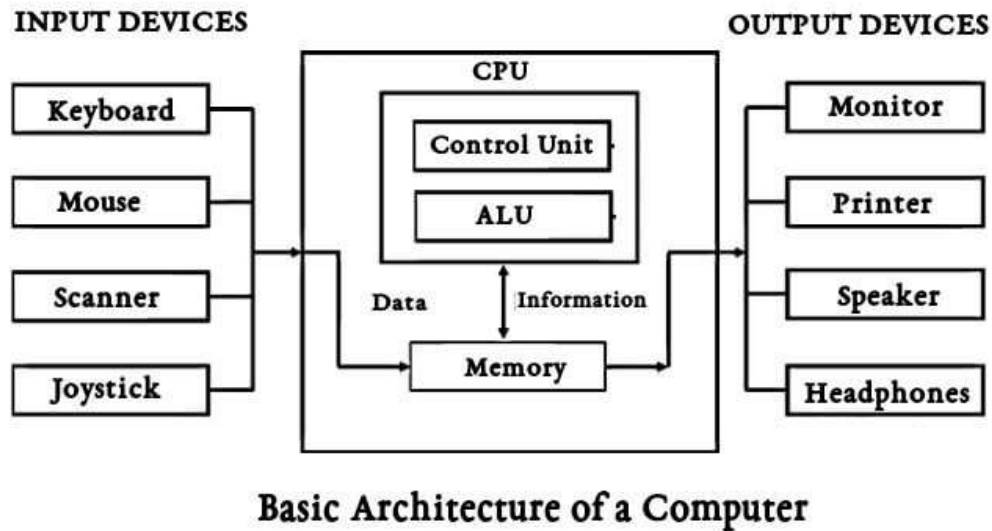 INPUT DEVICES
OUTPUT DEVICES
CPU
Keyboard
Mouse
Scanner
Joystick
Control Unit
ALU
Data
Information
Memory
Monitor
Printer
Speaker
Headphones
Basic Architecture of a Computer